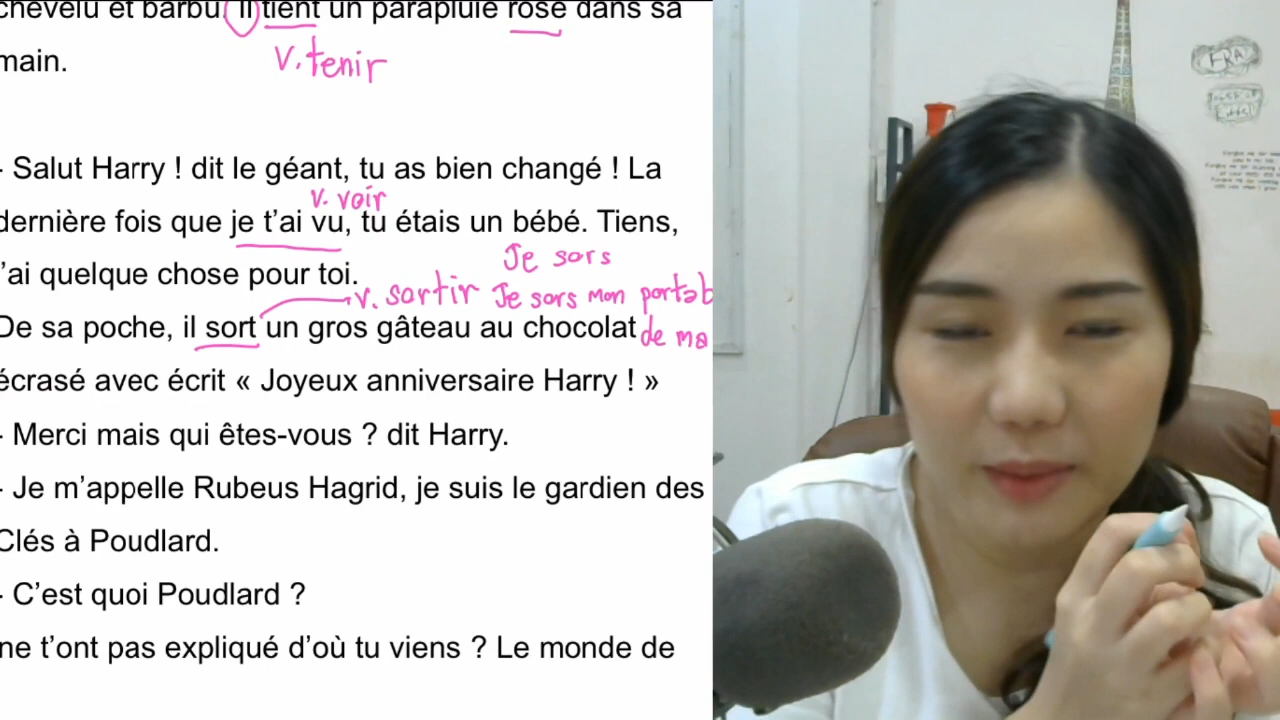 chevelu et barbu. Il tient un parapluie rose dans sa
main.
v. tenir
- Salut Harry ! dit le géant, tu as bien changé ! La
v. voir
dernière fois que je t'ai vu, tu étais un bébé. Tiens,
Je sors
j'ai quelque chose pour toi.
v. sortir Je sors mon portab
De sa poche, il sort un gros gâteau au chocolat
de ma
écrasé avec écrit « Joyeux anniversaire Harry ! »
- Merci mais qui êtes-vous ? dit Harry.
- Je m'appelle Rubeus Hagrid, je suis le gardien des
Clés à Poudlard.
- C'est quoi Poudlard ?
ne t'ont pas expliqué d'où tu viens ? Le monde de
FRA